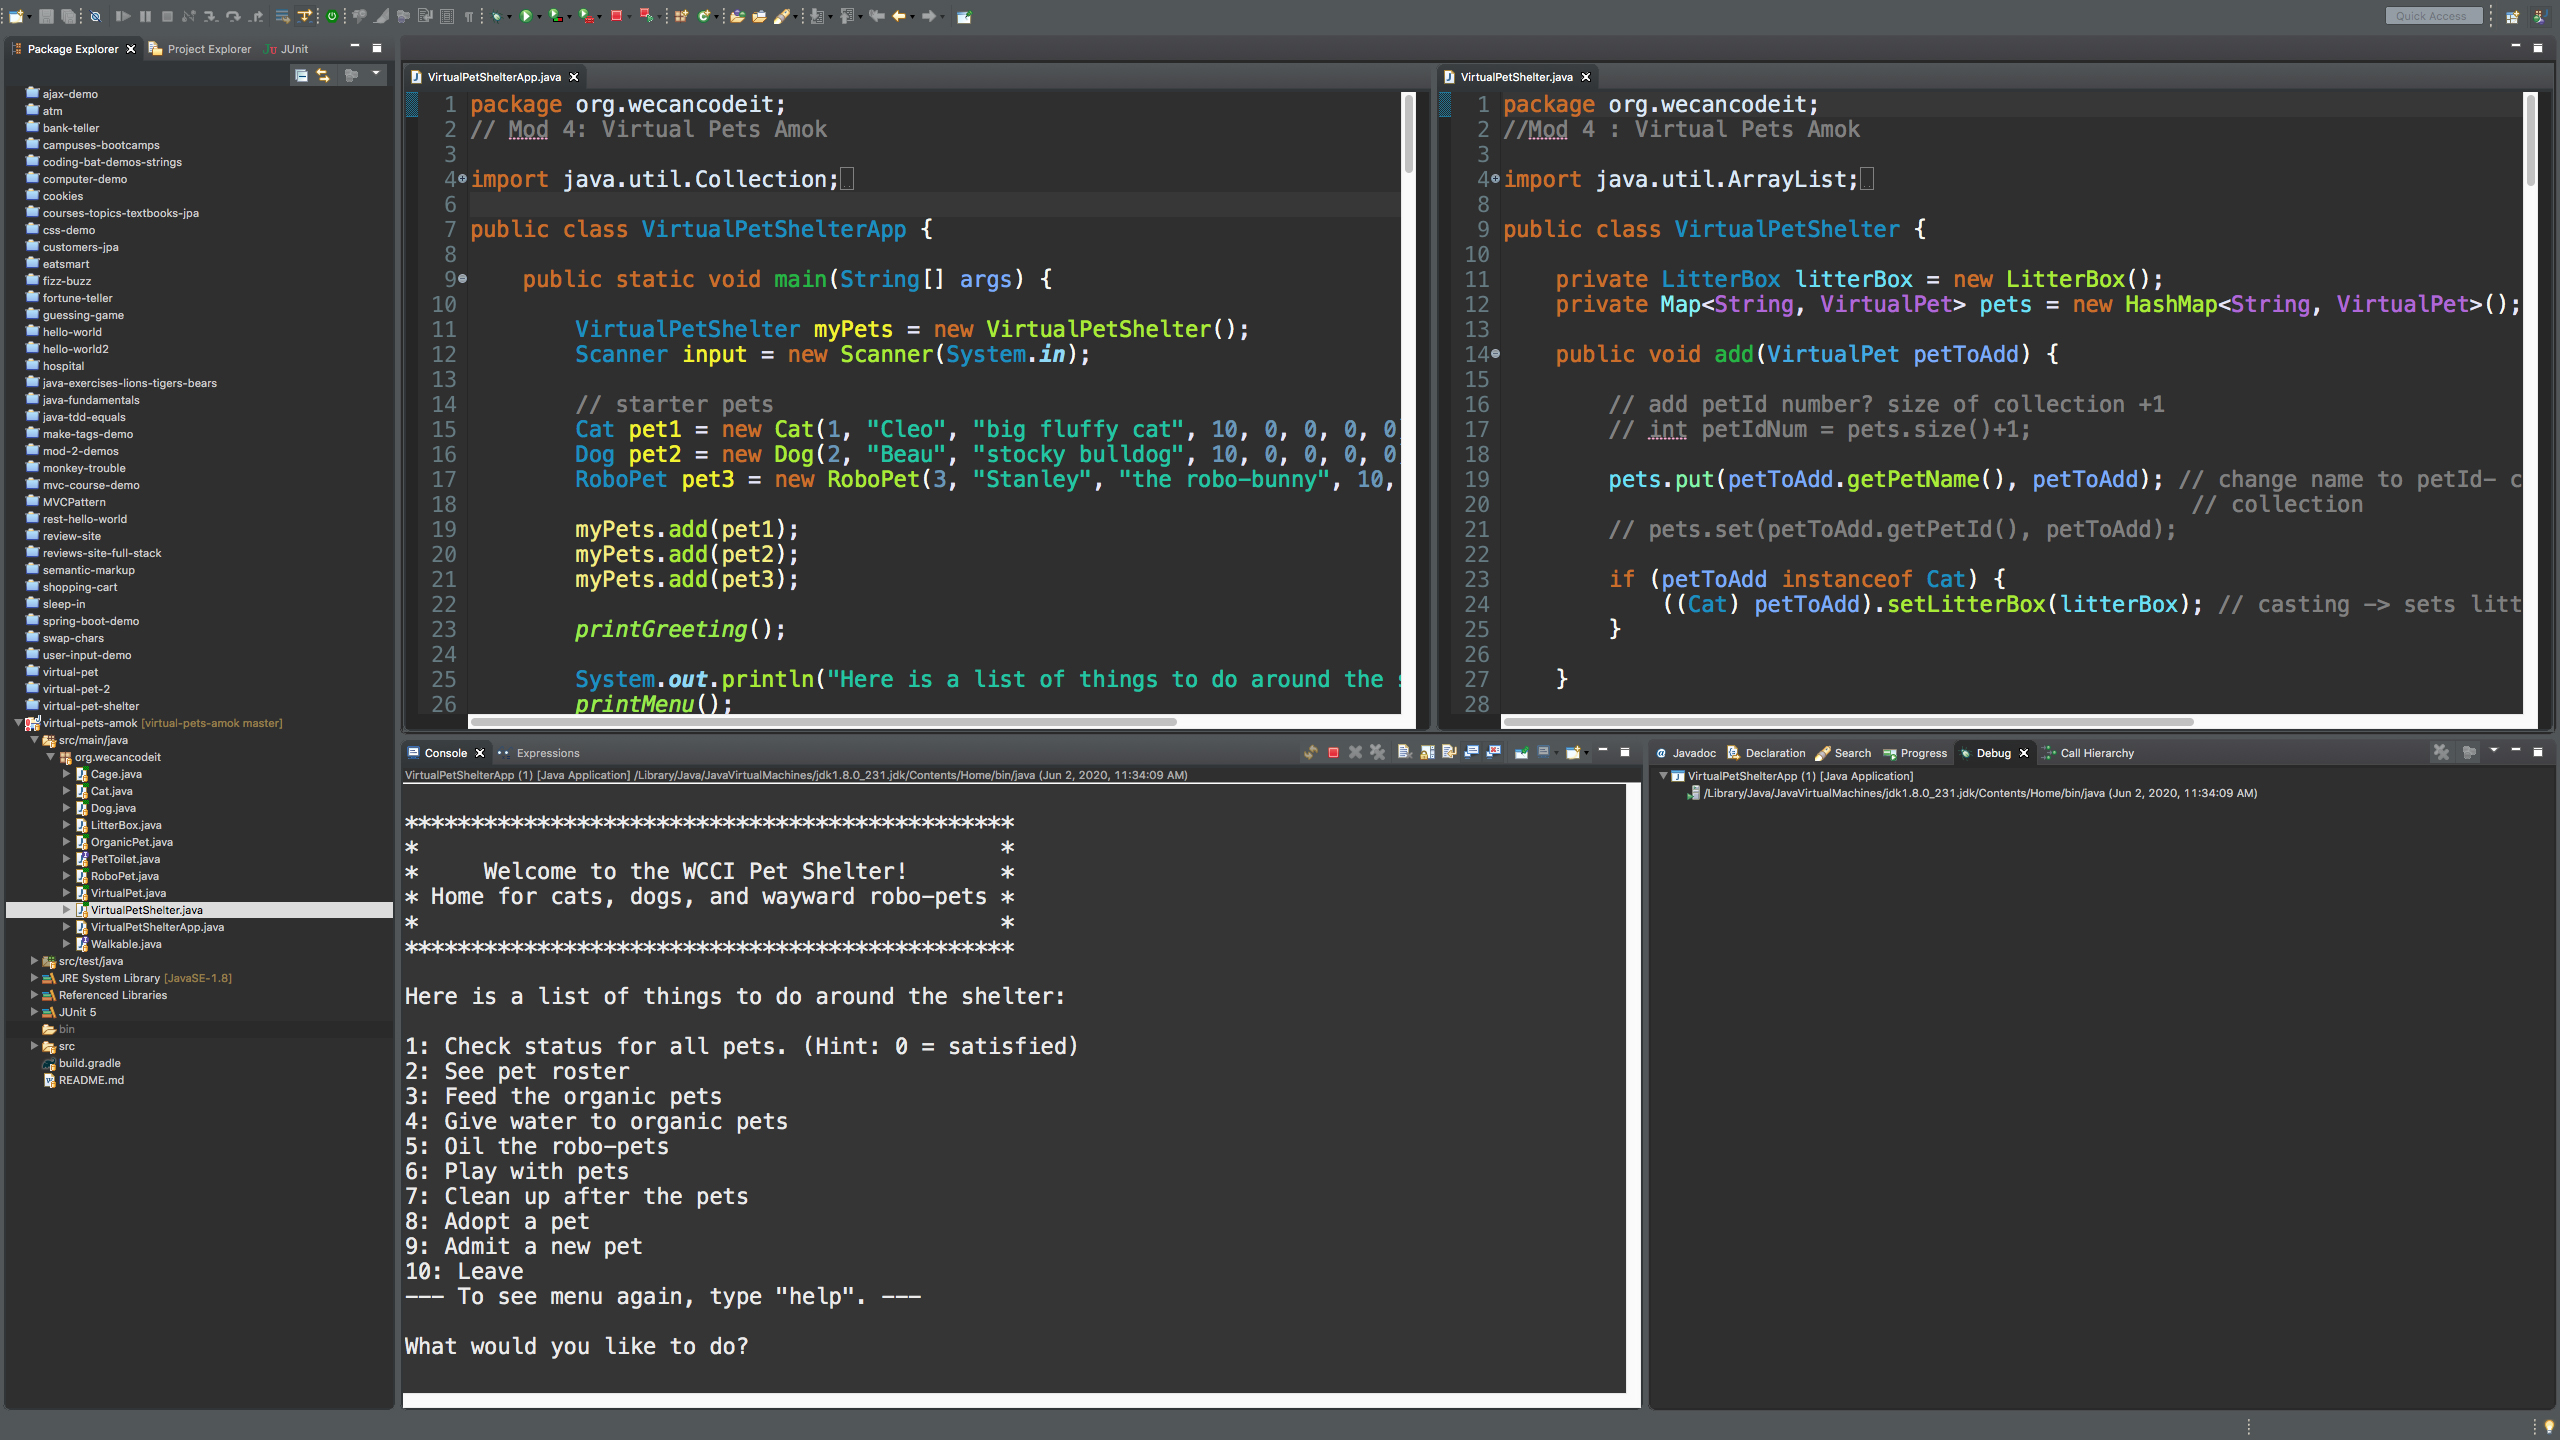 Quick Access
Package Explorer
Project Explorer
JUnit
ajax-demo
atm
bank-teller
campuses-bootcamps
coding-bat-demos-strings
computer-demo
cookies
courses-topics-textbooks-jpa
css-demo
customers-jpa
eatsmart
fizz-buzz
fortune-teller
guessing-game
hello-world
hello-world2
hospital
java-exercises-lions-tigers-bears
java-fundamentals
java-tdd-equals
make-tags-demo
mod-2-demos
monkey-trouble
mvc-course-demo
MVCPattern
rest-hello-world
review-site
reviews-site-full-stack
semantic-markup
shopping-cart
sleep-in
spring-boot-demo
swap-chars
user-input-demo
virtual-pet
virtual-pet-2
virtual-pet-shelter
virtual-pets-amok [virtual-pets-amok master]
src/main/java
org.wecancodeit
Cage.java
Cat.java
Dog.java
LitterBox.java
OrganicPet.java
PetToilet.java
RoboPet.java
VirtualPet.java
VirtualPetShelter.java
VirtualPetShelterApp.java
Walkable.java
src/test/java
JRE System Library [JavaSE-1.8]
Referenced Libraries
JUnit 5
bin
src
build.gradle
README.md
VirtualPetShelterApp.java
1 package org.wecancodeit;
2 // Mod 4: Virtual Pets Amok
3
4 import java.util.Collection;
6
7 public class VirtualPetShelterApp {
8
9 public static void main(String[] args) {
10
11 VirtualPetShelter myPets = new VirtualPetShelter();
12 Scanner input = new Scanner(System.in);
13
14 // starter pets
15 Cat pet1 = new Cat(1, "Cleo", "big fluffy cat", 10, 0, 0, 0, 0
16 Dog pet2 = new Dog(2, "Beau", "stocky bulldog", 10, 0, 0, 0, 0
17 RoboPet pet3 = new RoboPet(3, "Stanley", "the robo-bunny", 10,
18
19 myPets.add(pet1);
20 myPets.add(pet2);
21 myPets.add(pet3);
22
23 printGreeting();
24
25 System.out.println("Here is a list of things to do around the
26 printMenu();
VirtualPetShelter.java
1 package org.wecancodeit;
2 //Mod 4 : Virtual Pets Amok
3
4 import java.util.ArrayList;
8
9 public class VirtualPetShelter {
10
11 private LitterBox litterBox = new LitterBox();
12 private Map<String, VirtualPet> pets = new HashMap<String, VirtualPet>();
13
14 public void add(VirtualPet petToAdd) {
15
16 // add petId number? size of collection +1
17 // int petIdNum = pets.size()+1;
18
19 pets.put(petToAdd.getPetName(), petToAdd); // change name to petId- c
20 // collection
21 // pets.set(petToAdd.getPetId(), petToAdd);
22
23 if (petToAdd instanceof Cat) {
24 ((Cat) petToAdd).setLitterBox(litterBox); // casting -> sets litt
25 }
26
27 }
28
Console
Expressions
VirtualPetShelterApp (1) [Java Application] /Library/Java/JavaVirtualMachines/jdk1.8.0_231.jdk/Contents/Home/bin/java (Jun 2, 2020, 11:34:09 AM)
**********************************************
* *
* Welcome to the WCCI Pet Shelter! *
* Home for cats, dogs, and wayward robo-pets *
* *
**********************************************
Here is a list of things to do around the shelter:
1: Check status for all pets. (Hint: 0 = satisfied)
2: See pet roster
3: Feed the organic pets
4: Give water to organic pets
5: Oil the robo-pets
6: Play with pets
7: Clean up after the pets
8: Adopt a pet
9: Admit a new pet
10: Leave
--- To see menu again, type "help". ---
What would you like to do?
Javadoc
Declaration
Search
Progress
Debug
Call Hierarchy
VirtualPetShelterApp (1) [Java Application]
/Library/Java/JavaVirtualMachines/jdk1.8.0_231.jdk/Contents/Home/bin/java (Jun 2, 2020, 11:34:09 AM)